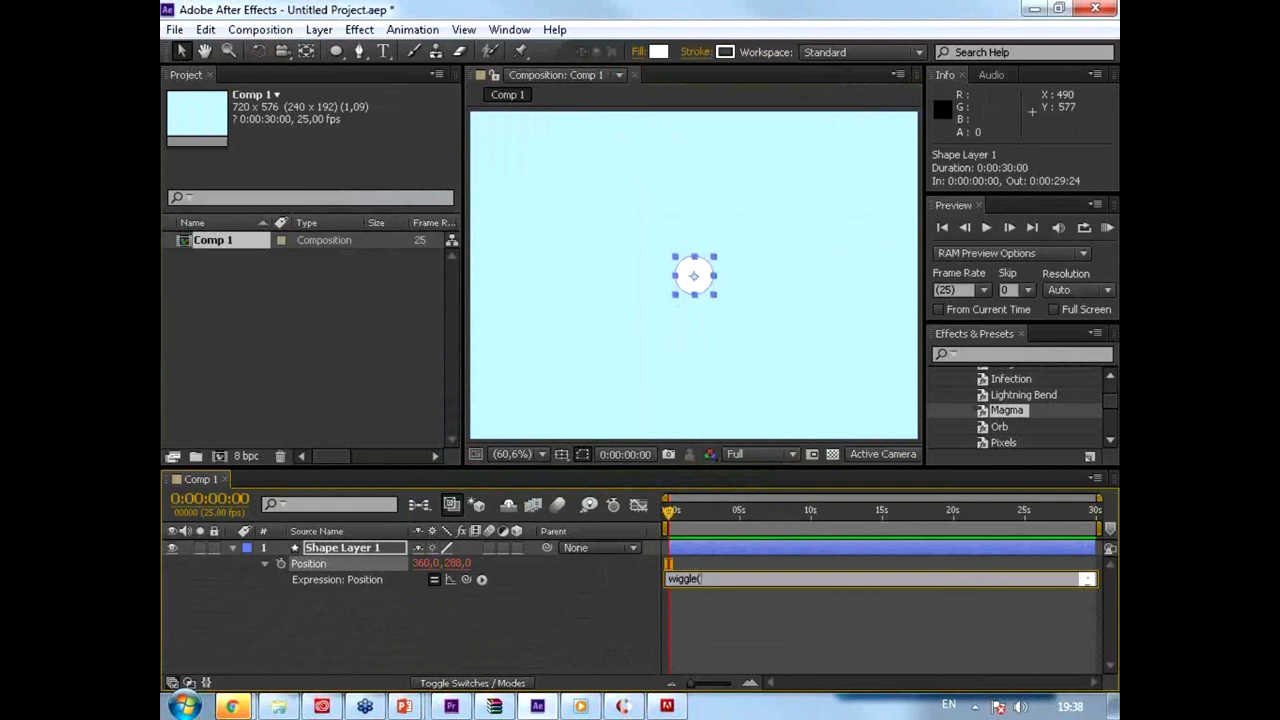 Adobe After Effects - Untitled Project.aep *
File Edit Composition Layer Effect Animation View Window Help
Fill: Stroke: Workspace: Standard Search Help
Project
Comp 1
720 x 576 (240 x 192) (1,09)
? 0:00:30:00, 25,00 fps
Name Type Size Frame R...
Comp 1 Composition 25
8 bpc
Composition: Comp 1
Comp 1
(60,6%) 0:00:00:00 Full Active Camera
Info Audio
R : X : 490
G : Y : 577
B :
A : 0
Shape Layer 1
Duration: 0:00:30:00
In: 0:00:00:00, Out: 0:00:29:24
Preview
RAM Preview Options
Frame Rate Skip Resolution
(25) 0 Auto
From Current Time Full Screen
Effects & Presets
Infection
Lightning Bend
Magma
Orb
Pixels
Comp 1
0:00:00:00
00000 (25.00 fps)
# Source Name Parent
05s 10s 15s 20s 25s 30s
1 Shape Layer 1 None
Position 360,0,288,0
Expression: Position
wiggle(
Toggle Switches / Modes
EN 19:38